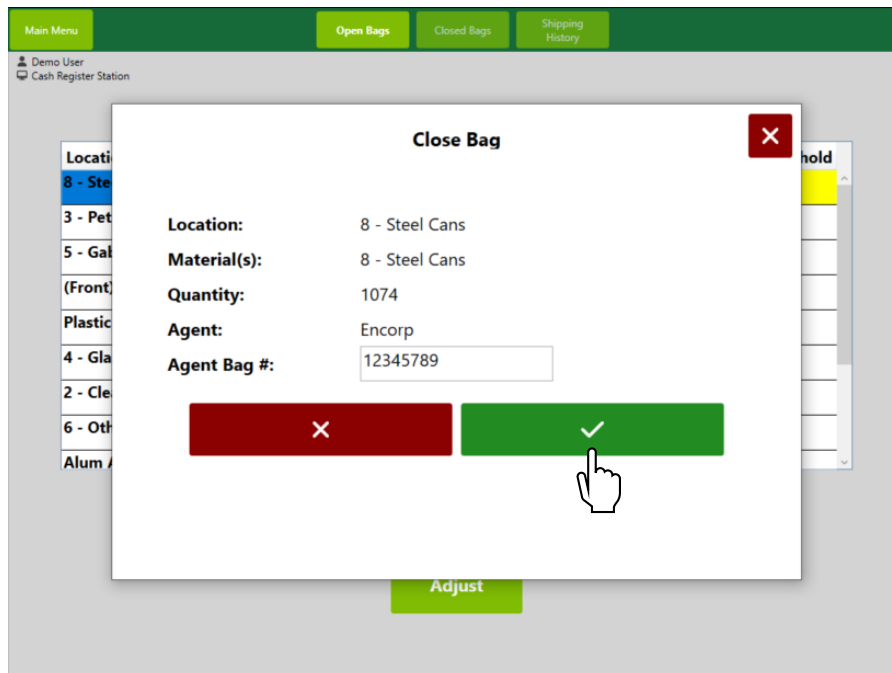 Main Menu
Open Bags
Closed Bags
Shipping
History
Demo User
Cash Register Station
Close Bag
Locati
hold
8 - Ste
3 - Pet
5 - Gab
(Front)
Plastic
4 - Gla
2 - Cle
6 - Oth
Alum A
Location: 8 - Steel Cans
Material(s): 8 - Steel Cans
Quantity: 1074
Agent: Encorp
Agent Bag #: 12345789
Adjust